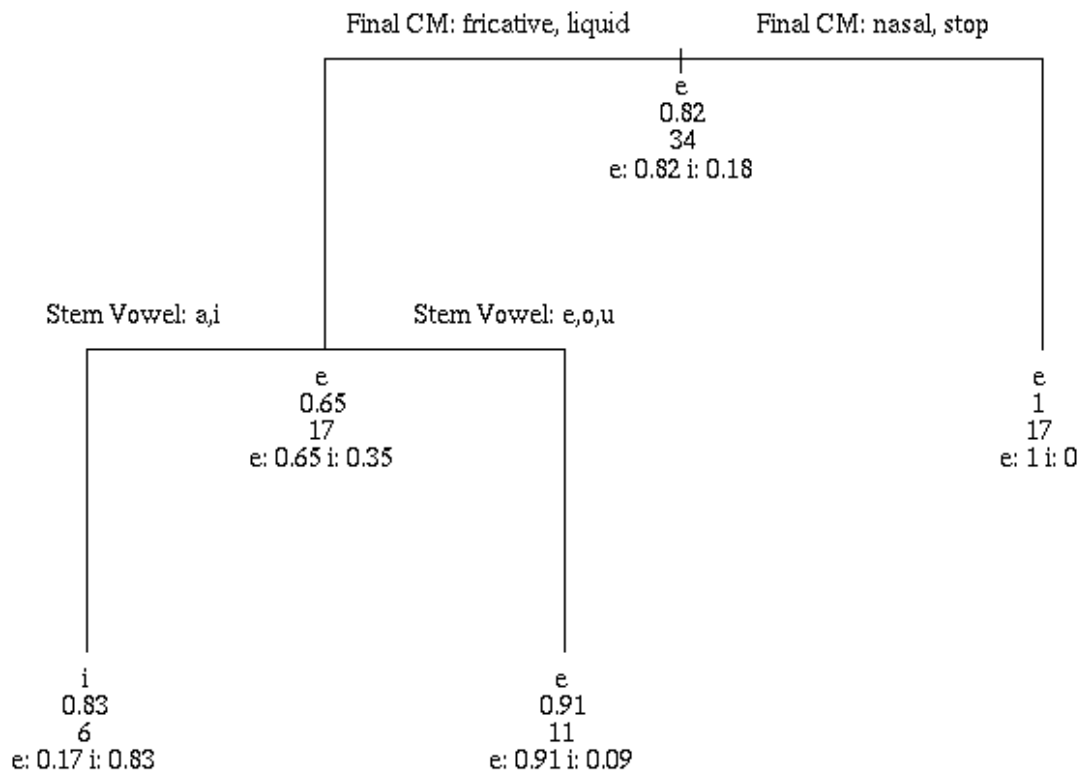 Final CM: fricative, liquid
Final CM: nasal, stop
e
0.82
34
e: 0.82 i: 0.18
Stem Vowel: a,i
Stem Vowel: e,o,u
e
0.65
17
e: 0.65 i: 0.35
e
1
17
e: 1 i: 0
i
0.83
6
e: 0.17 i: 0.83
e
0.91
11
e: 0.91 i: 0.09